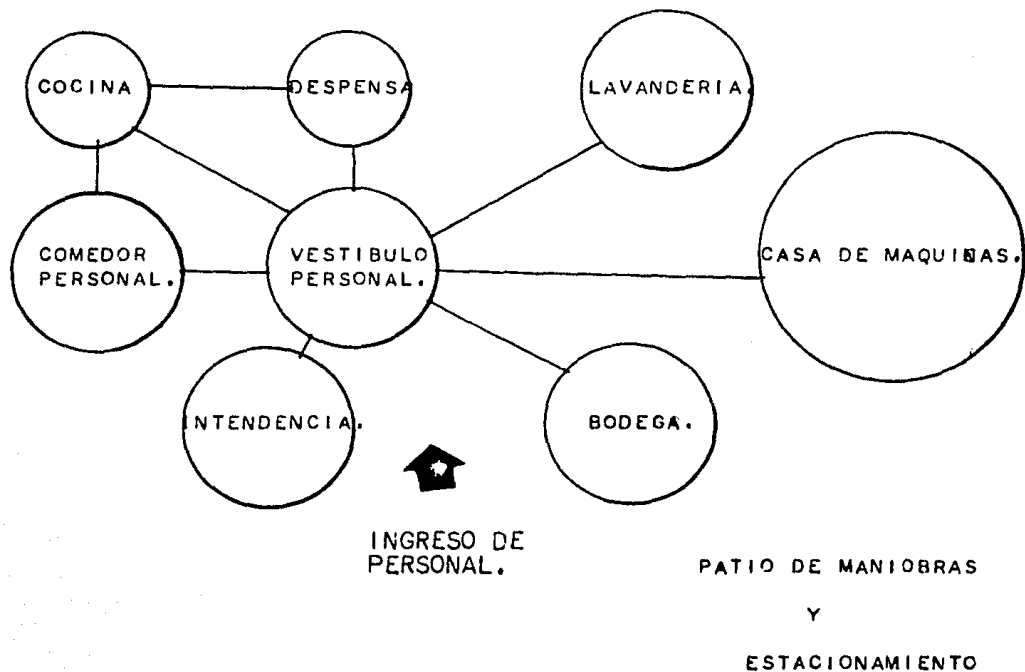 COCINA
DESPENSA
LAVANDERIA.
COMEDOR
PERSONAL.
VESTIBULO
PERSONAL.
CASA DE MAQUINAS.
INTENDENCIA.
BODEGA.
INGRESO DE
PERSONAL.
PATIO DE MANIOBRAS
Y
ESTACIONAMIENTO